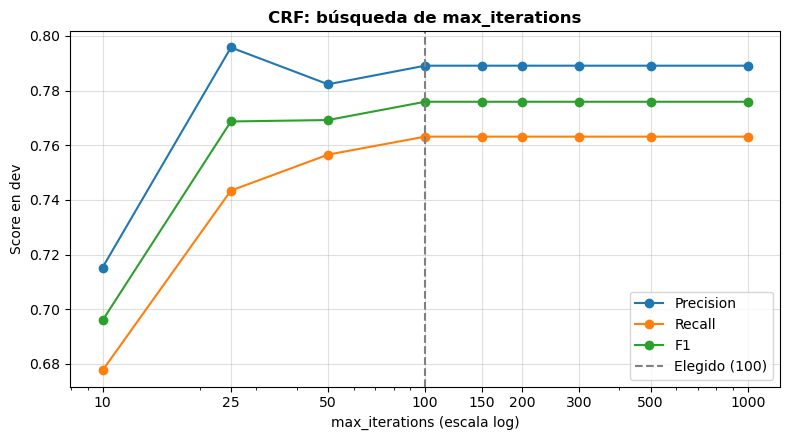 CRF: búsqueda de max_iterations
0.80
0.78
0.76
0.74
0.72
0.70
0.68
Score en dev
Precision
Recall
F1
Elegido (100)
10 25 50 100 150 200 300 500 1000
max_iterations (escala log)